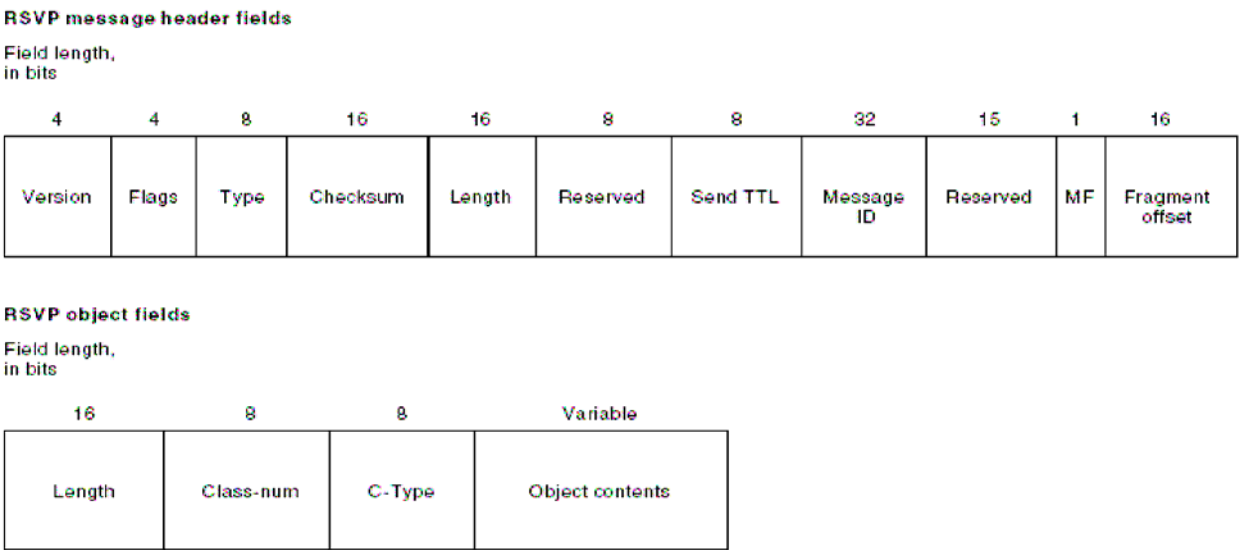 RSVP message header fields
Field length,
in bits
4 4 8 16 16 8 8 32 15 1 16
Version Flags Type Checksum Length Reserved Send TTL Message ID Reserved MF Fragment offset
RSVP object fields
Field length,
in bits
16 8 8 Variable
Length Class-num C-Type Object contents